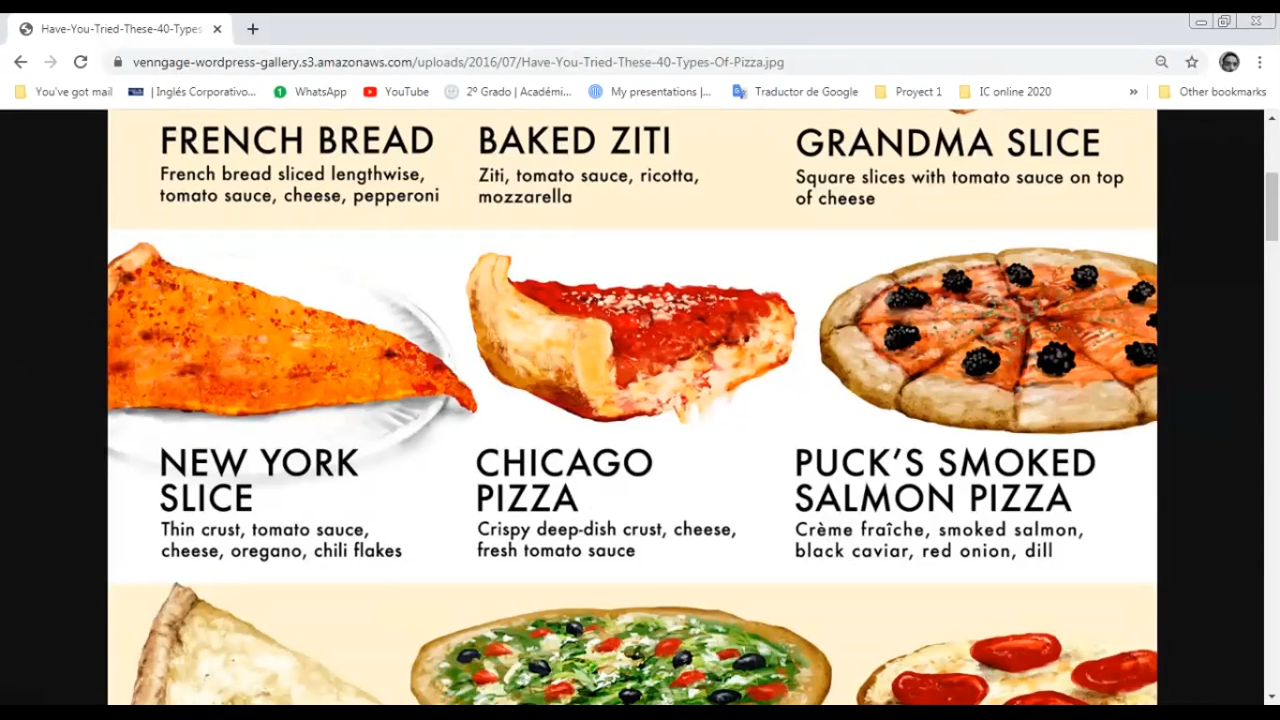 Have-You-Tried-These-40-Types
venngage-wordpress-gallery.s3.amazonaws.com/uploads/2016/07/Have-You-Tried-These-40-Types-Of-Pizza.jpg
You've got mail
| Inglés Corporativo...
WhatsApp
YouTube
2º Grado | Académi...
My presentations |...
Traductor de Google
Proyect 1
IC online 2020
»
Other bookmarks
FRENCH BREAD
French bread sliced lengthwise,
tomato sauce, cheese, pepperoni
BAKED ZITI
Ziti, tomato sauce, ricotta,
mozzarella
GRANDMA SLICE
Square slices with tomato sauce on top
of cheese
NEW YORK
SLICE
Thin crust, tomato sauce,
cheese, oregano, chili flakes
CHICAGO
PIZZA
Crispy deep-dish crust, cheese,
fresh tomato sauce
PUCK'S SMOKED
SALMON PIZZA
Crème fraîche, smoked salmon,
black caviar, red onion, dill